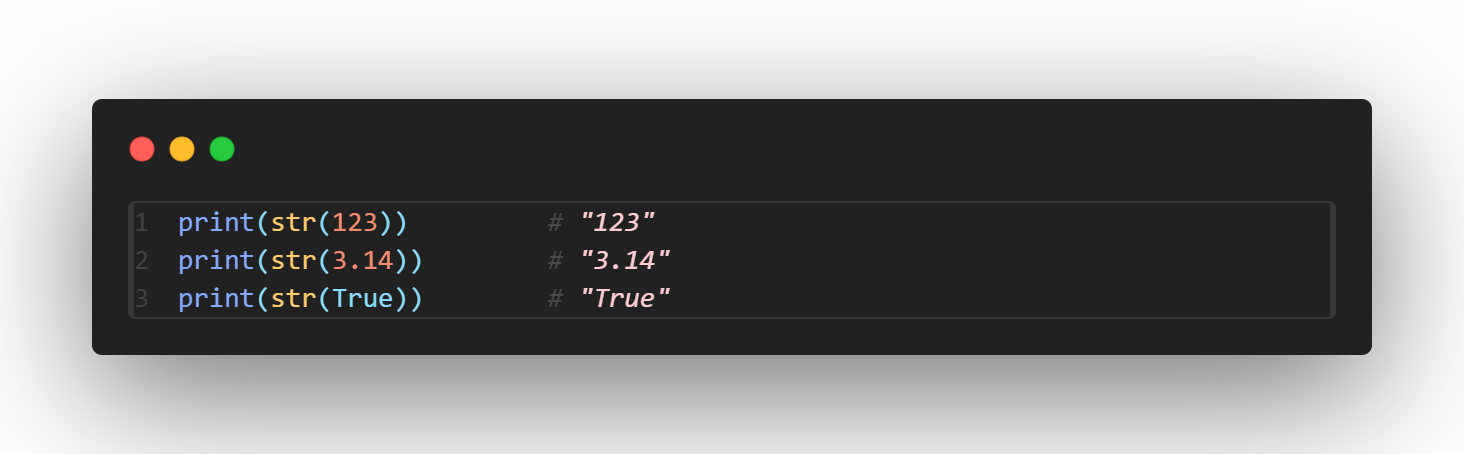 1 print(str(123))         # "123"
2 print(str(3.14))        # "3.14"
3 print(str(True))        # "True"